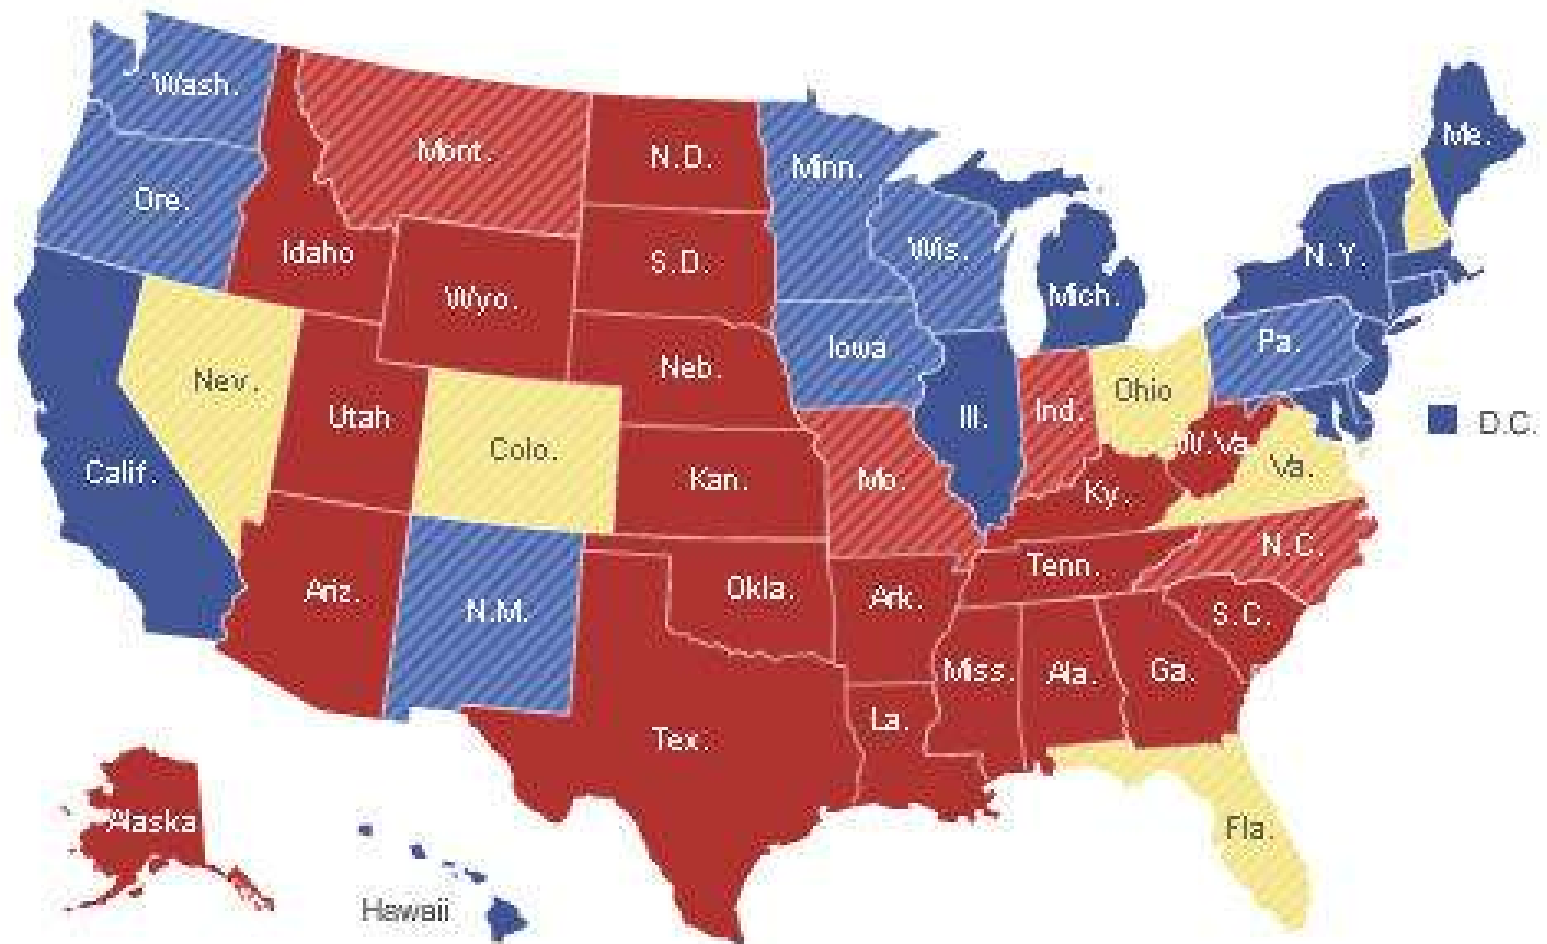 Wash.
Mont.
N.D.
Minn.
Me.
Ore.
Idaho
S.D.
Wis.
N.Y.
Wyo.
Mich.
Nev.
Neb.
Iowa
Pa.
Utah
Colo.
Ill.
Ind.
Ohio
D.C.
Calif.
Kan.
Mo.
Ky.
W.Va
Va.
Ariz.
N.M.
Okla.
Ark.
Tenn.
N.C.
S.C.
Tex.
La.
Miss.
Ala.
Ga.
Alaska
Hawaii
Fla.